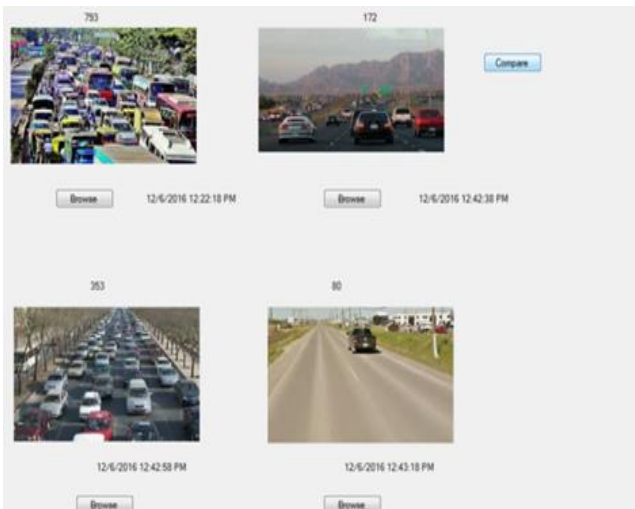 793
172
Compare
Browse
12/6/2016 12:22:18 PM
Browse
12/6/2016 12:42:38 PM
353
80
12/6/2016 12:42:58 PM
12/6/2016 12:43:18 PM
Browse
Browse